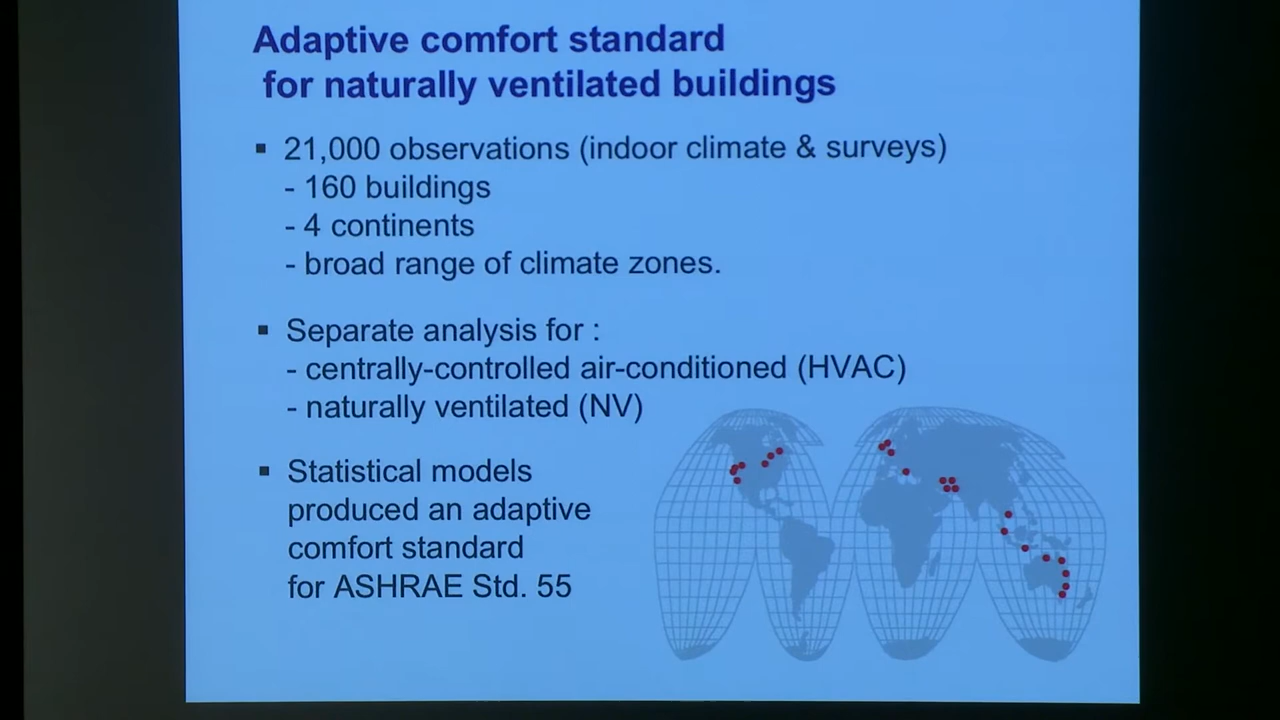 Adaptive comfort standard
for naturally ventilated buildings
▪ 21,000 observations (indoor climate & surveys)
- 160 buildings
- 4 continents
- broad range of climate zones.
▪ Separate analysis for :
- centrally-controlled air-conditioned (HVAC)
- naturally ventilated (NV)
▪ Statistical models
produced an adaptive
comfort standard
for ASHRAE Std. 55